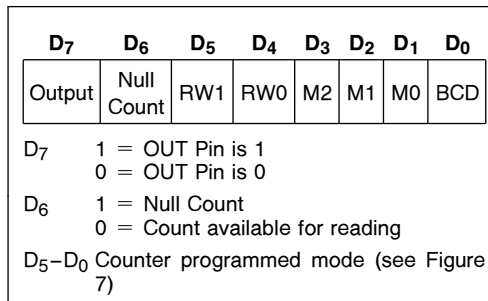 D7 D6 D5 D4 D3 D2 D1 D0
Output Null Count RW1 RW0 M2 M1 M0 BCD
D7 1 = OUT Pin is 1
0 = OUT Pin is 0
D6 1 = Null Count
0 = Count available for reading
D5–D0 Counter programmed mode (see Figure
7)